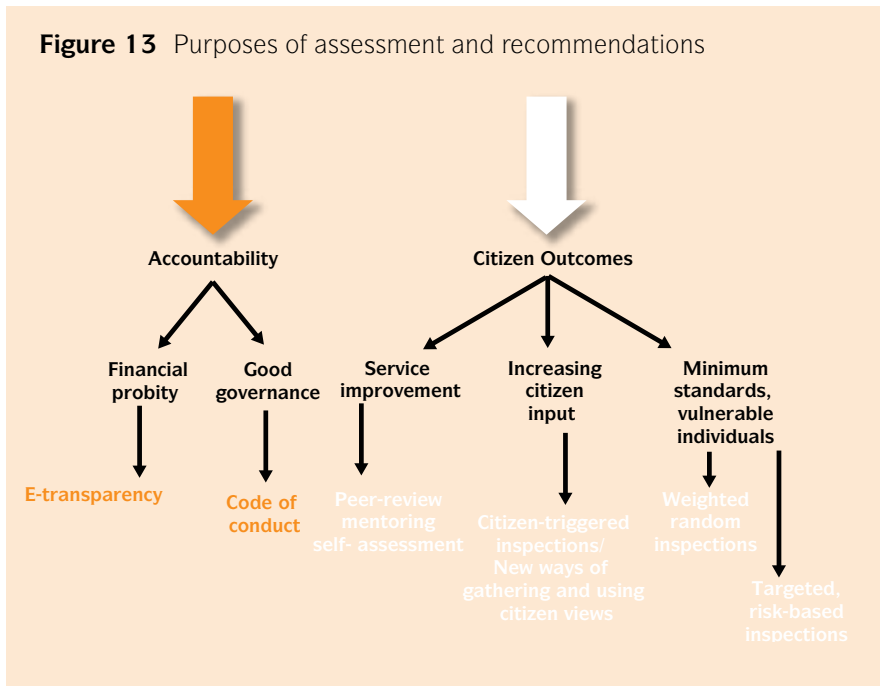 Figure 13 Purposes of assessment and recommendations
Accountability
Citizen Outcomes
Financial
probity
Good
governance
Service
improvement
Increasing
citizen
input
Minimum
standards,
vulnerable
individuals
E-transparency
Code of
conduct
Peer-review
mentoring
self- assessment
Citizen-triggered
inspections/
New ways of
gathering and using
citizen views
Weighted
random
inspections
Targeted,
risk-based
inspections